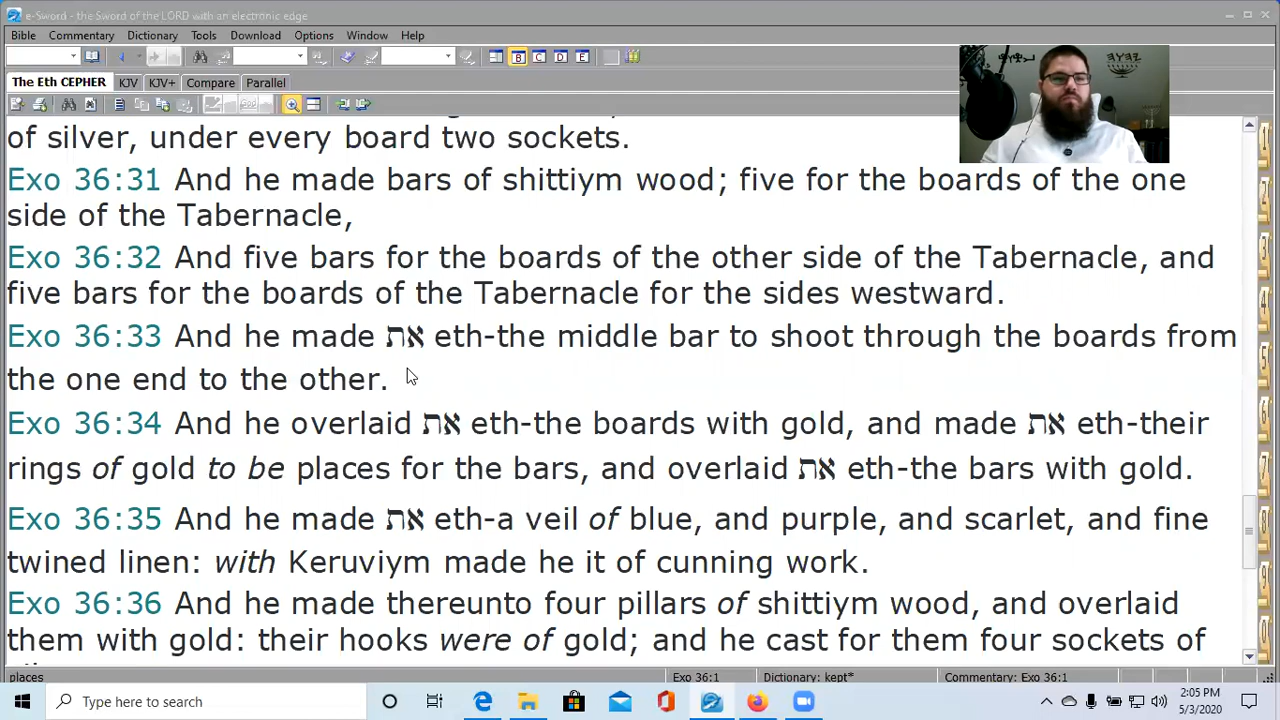 e-Sword - the Sword of the LORD with an electronic edge
Bible Commentary Dictionary Tools Download Options Window Help
B C D E
The Eth CEPHER KJV KJV+ Compare Parallel
of silver, under every board two sockets.
Exo 36:31 And he made bars of shittiym wood; five for the boards of the one
side of the Tabernacle,
Exo 36:32 And five bars for the boards of the other side of the Tabernacle, and
five bars for the boards of the Tabernacle for the sides westward.
Exo 36:33 And he made את eth-the middle bar to shoot through the boards from
the one end to the other.
Exo 36:34 And he overlaid את eth-the boards with gold, and made את eth-their
rings of gold to be places for the bars, and overlaid את eth-the bars with gold.
Exo 36:35 And he made את eth-a veil of blue, and purple, and scarlet, and fine
twined linen: with Keruviym made he it of cunning work.
Exo 36:36 And he made thereunto four pillars of shittiym wood, and overlaid
them with gold: their hooks were of gold; and he cast for them four sockets of
places Exo 36:1 Dictionary: kept* Commentary: Exo 36:1
Type here to search
2:05 PM
5/3/2020